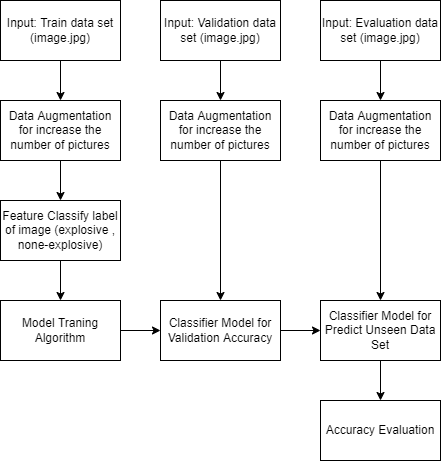 Input: Train data set
(image.jpg)
Input: Validation data
set (image.jpg)
Input: Evaluation data
set (image.jpg)
Data Augmentation
for increase the
number of pictures
Data Augmentation
for increase the
number of pictures
Data Augmentation
for increase the
number of pictures
Feature Classify label
of image (explosive ,
none-explosive)
Model Traning
Algorithm
Classifier Model for
Validation Accuracy
Classifier Model for
Predict Unseen Data
Set
Accuracy Evaluation